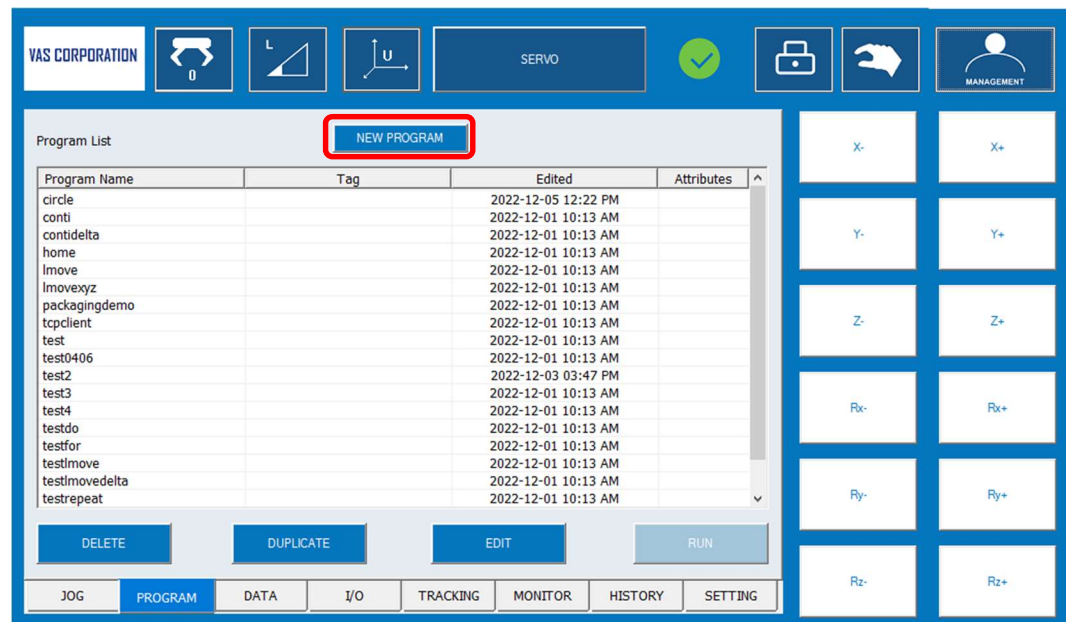 VAS CORPORATION
0
L
U
SERVO
MANAGEMENT
Program List
NEW PROGRAM
Program Name Tag Edited Attributes
circle 2022-12-05 12:22 PM
conti 2022-12-01 10:13 AM
contidelta 2022-12-01 10:13 AM
home 2022-12-01 10:13 AM
lmove 2022-12-01 10:13 AM
lmovexyz 2022-12-01 10:13 AM
packagingdemo 2022-12-01 10:13 AM
tcpclient 2022-12-01 10:13 AM
test 2022-12-01 10:13 AM
test0406 2022-12-01 10:13 AM
test2 2022-12-03 03:47 PM
test3 2022-12-01 10:13 AM
test4 2022-12-01 10:13 AM
testdo 2022-12-01 10:13 AM
testfor 2022-12-01 10:13 AM
testlmove 2022-12-01 10:13 AM
testlmovedelta 2022-12-01 10:13 AM
testrepeat 2022-12-01 10:13 AM
DELETE DUPLICATE EDIT RUN
JOG PROGRAM DATA I/O TRACKING MONITOR HISTORY SETTING
X- X+
Y- Y+
Z- Z+
Rx- Rx+
Ry- Ry+
Rz- Rz+